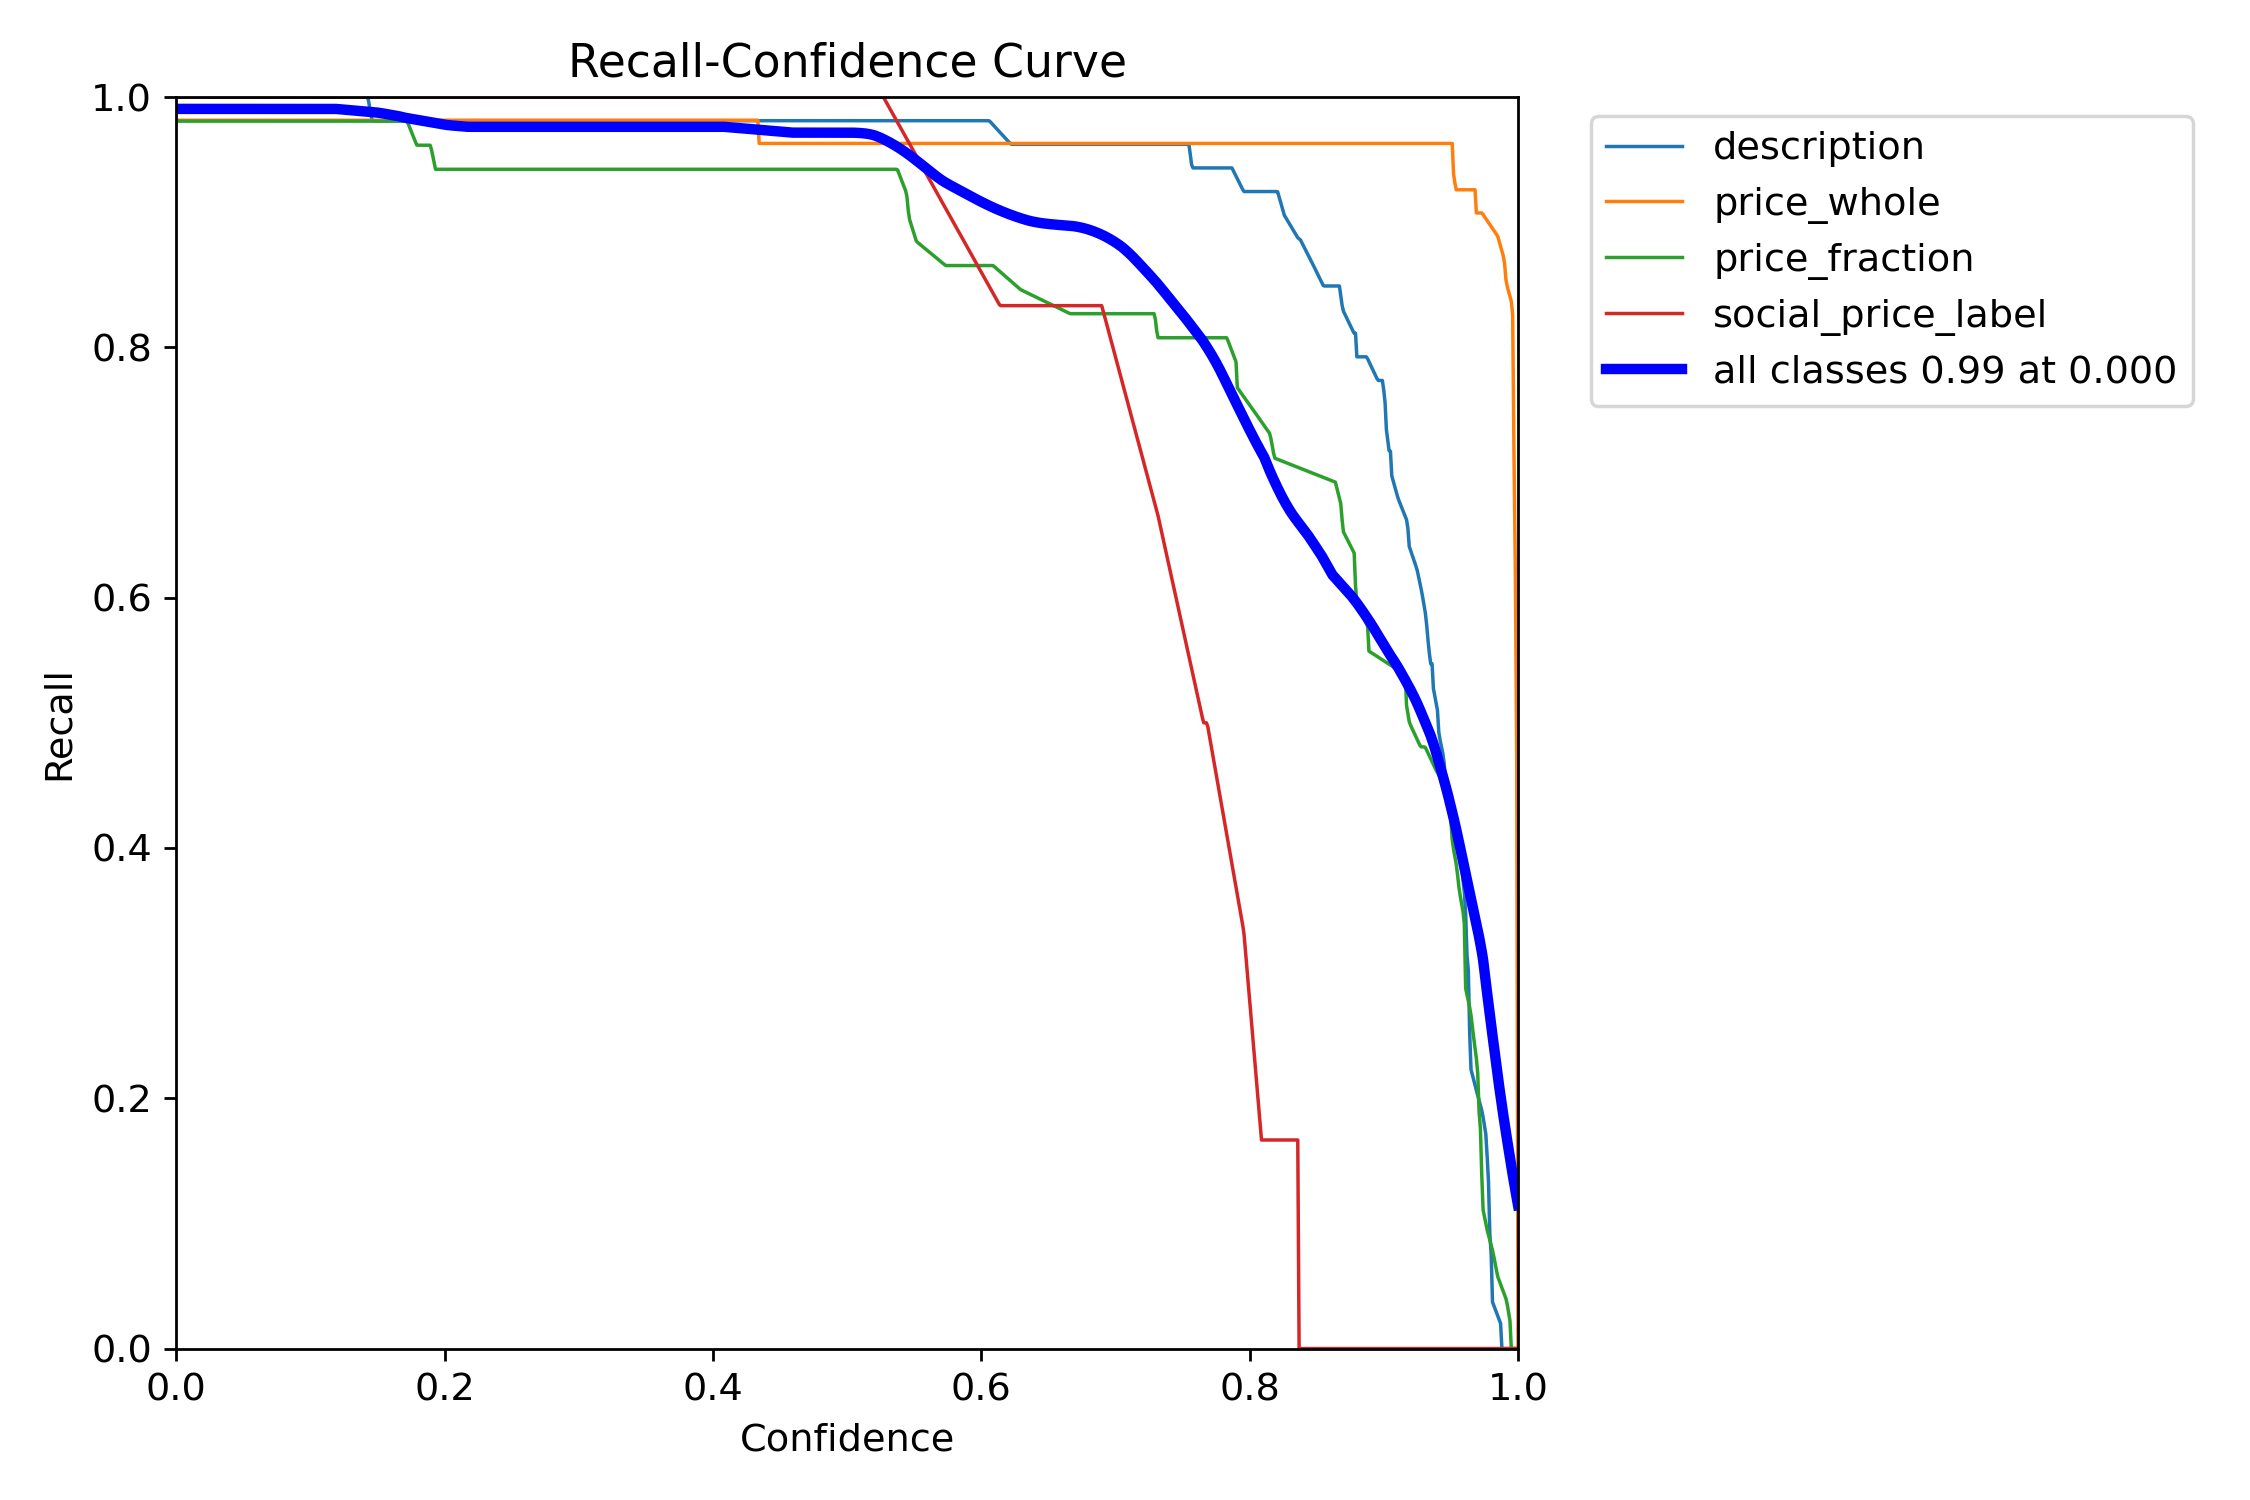 Recall-Confidence Curve
1.0
0.8
0.6
0.4
0.2
0.0
Recall
0.0 0.2 0.4 0.6 0.8 1.0
Confidence
description
price_whole
price_fraction
social_price_label
all classes 0.99 at 0.000